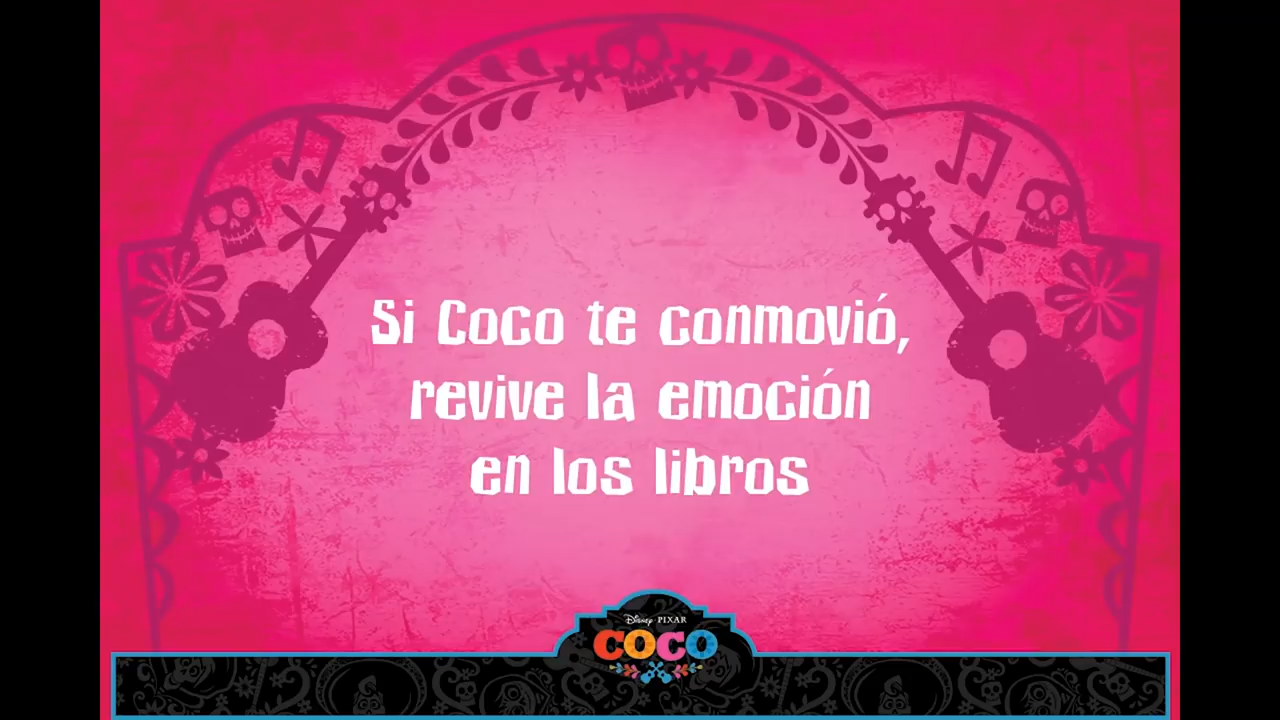 Si Coco te conmovió,
revive la emoción
en los libros
Disney PIXAR
COCO